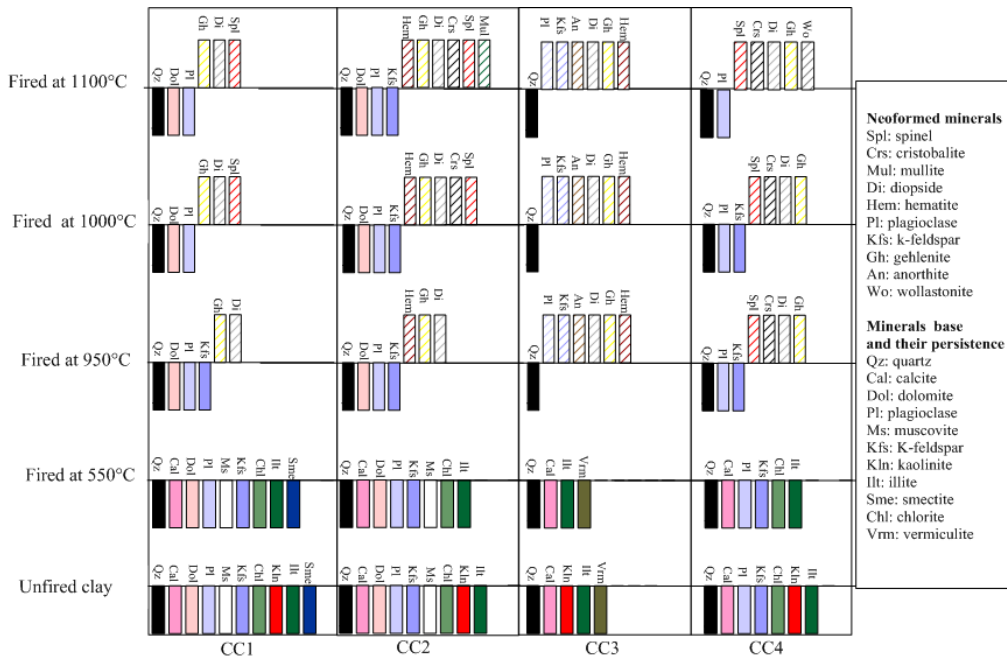 Gh Di Spl
Hem Gh Di Crs Spl Mul
Pl Kfs An Di Gh Hem
Spl Crs Di Gh Wo
Fired at 1100°C
Qz Dol Pl
Qz Dol Pl Kfs
Qz
Qz Pl
Gh Di Spl
Hem Gh Di Crs Spl
Pl Kfs An Di Gh Hem
Spl Crs Di Gh
Fired at 1000°C
Qz Dol Pl
Qz Dol Pl Kfs
Qz
Qz Pl Kfs
Gh Di
Hem Gh Di
Pl Kfs An Di Gh Hem
Spl Crs Di Gh
Fired at 950°C
Qz Dol Pl Kfs
Qz Dol Pl Kfs
Qz
Qz Pl Kfs
Fired at 550°C
Qz Cal Dol Pl Ms Kfs Chl Ilt Sme
Qz Cal Dol Pl Kfs Ms Chl Ilt
Qz Cal Ilt Vrm
Qz Cal Pl Kfs Chl Ilt
Unfired clay
Qz Cal Dol Pl Ms Kfs Chl Kln Ilt Sme
Qz Cal Dol Pl Kfs Ms Chl Kln Ilt
Qz Cal Kln Ilt Vrm
Qz Cal Pl Kfs Chl Kln Ilt
CC1 CC2 CC3 CC4
Neoformed minerals
Spl: spinel
Crs: cristobalite
Mul: mullite
Di: diopside
Hem: hematite
Pl: plagioclase
Kfs: k-feldspar
Gh: gehlenite
An: anorthite
Wo: wollastonite
Minerals base
and their persistence
Qz: quartz
Cal: calcite
Dol: dolomite
Pl: plagioclase
Ms: muscovite
Kfs: K-feldspar
Kln: kaolinite
Ilt: illite
Sme: smectite
Chl: chlorite
Vrm: vermiculite